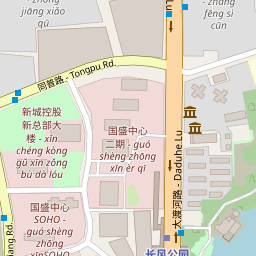 zhōng
jiāng xiǎo
qū
zhāng
fēng sì
cūn
同普路 - Tongpu Rd.
新城控股
新总部大
楼 - xīn
chéng kòng
gǔ xīn zǒng
bù dà lóu
国盛中心
二期 - guó
shèng zhōng
xīn èr qī
大渡河路 - Daduhe Lu
国盛中心
SOHO -
guó shèng
zhōng
xīnSOHO
iang Rd.
长风公园